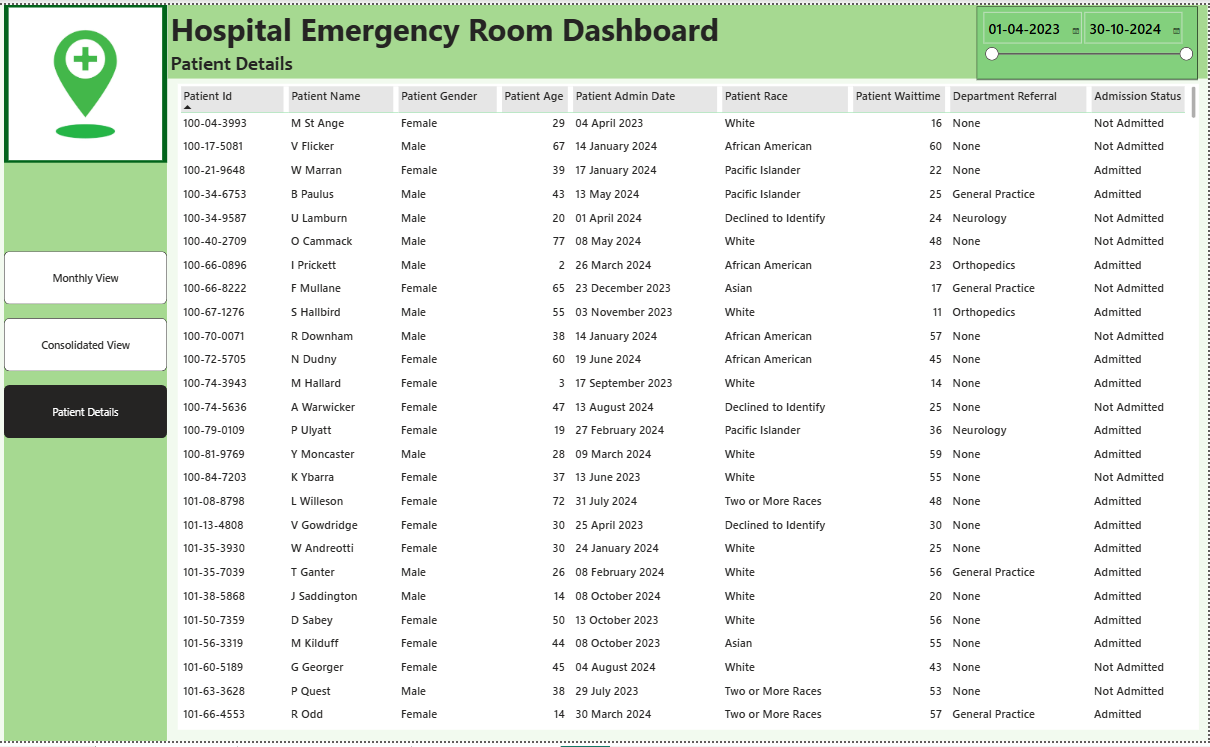 Hospital Emergency Room Dashboard
01-04-2023 30-10-2024
Patient Details
Patient Id Patient Name Patient Gender Patient Age Patient Admin Date Patient Race Patient Waittime Department Referral Admission Status
100-04-3993 M St Ange Female 29 04 April 2023 White 16 None Not Admitted
100-17-5081 V Flicker Male 67 14 January 2024 African American 60 None Not Admitted
100-21-9648 W Marran Female 39 17 January 2024 Pacific Islander 22 None Admitted
100-34-6753 B Paulus Male 43 13 May 2024 Pacific Islander 25 General Practice Admitted
100-34-9587 U Lamburn Male 20 01 April 2024 Declined to Identify 24 Neurology Not Admitted
100-40-2709 O Cammack Male 77 08 May 2024 White 48 None Not Admitted
100-66-0896 I Prickett Male 2 26 March 2024 African American 23 Orthopedics Admitted
100-66-8222 F Mullane Female 65 23 December 2023 Asian 17 General Practice Not Admitted
100-67-1276 S Hallbird Male 55 03 November 2023 White 11 Orthopedics Admitted
100-70-0071 R Downham Male 38 14 January 2024 African American 57 None Not Admitted
100-72-5705 N Dudny Female 60 19 June 2024 African American 45 None Admitted
100-74-3943 M Hallard Female 3 17 September 2023 White 14 None Admitted
100-74-5636 A Warwicker Female 47 13 August 2024 Declined to Identify 25 None Not Admitted
100-79-0109 P Ulyatt Female 19 27 February 2024 Pacific Islander 36 Neurology Admitted
100-81-9769 Y Moncaster Male 28 09 March 2024 White 59 None Admitted
100-84-7203 K Ybarra Female 37 13 June 2023 White 55 None Not Admitted
101-08-8798 L Willeson Female 72 31 July 2024 Two or More Races 48 None Admitted
101-13-4808 V Gowdridge Female 30 25 April 2023 Declined to Identify 30 None Admitted
101-35-3930 W Andreotti Female 30 24 January 2024 White 25 None Admitted
101-35-7039 T Ganter Male 26 08 February 2024 White 56 General Practice Admitted
101-38-5868 J Saddington Male 14 08 October 2024 White 20 None Admitted
101-50-7359 D Sabey Female 50 13 October 2023 White 56 None Admitted
101-56-3319 M Kilduff Female 44 08 October 2023 Asian 55 None Admitted
101-60-5189 G Georger Female 45 04 August 2024 White 43 None Not Admitted
101-63-3628 P Quest Male 38 29 July 2023 Two or More Races 53 None Not Admitted
101-66-4553 R Odd Female 14 30 March 2024 Two or More Races 57 General Practice Admitted
Monthly View
Consolidated View
Patient Details